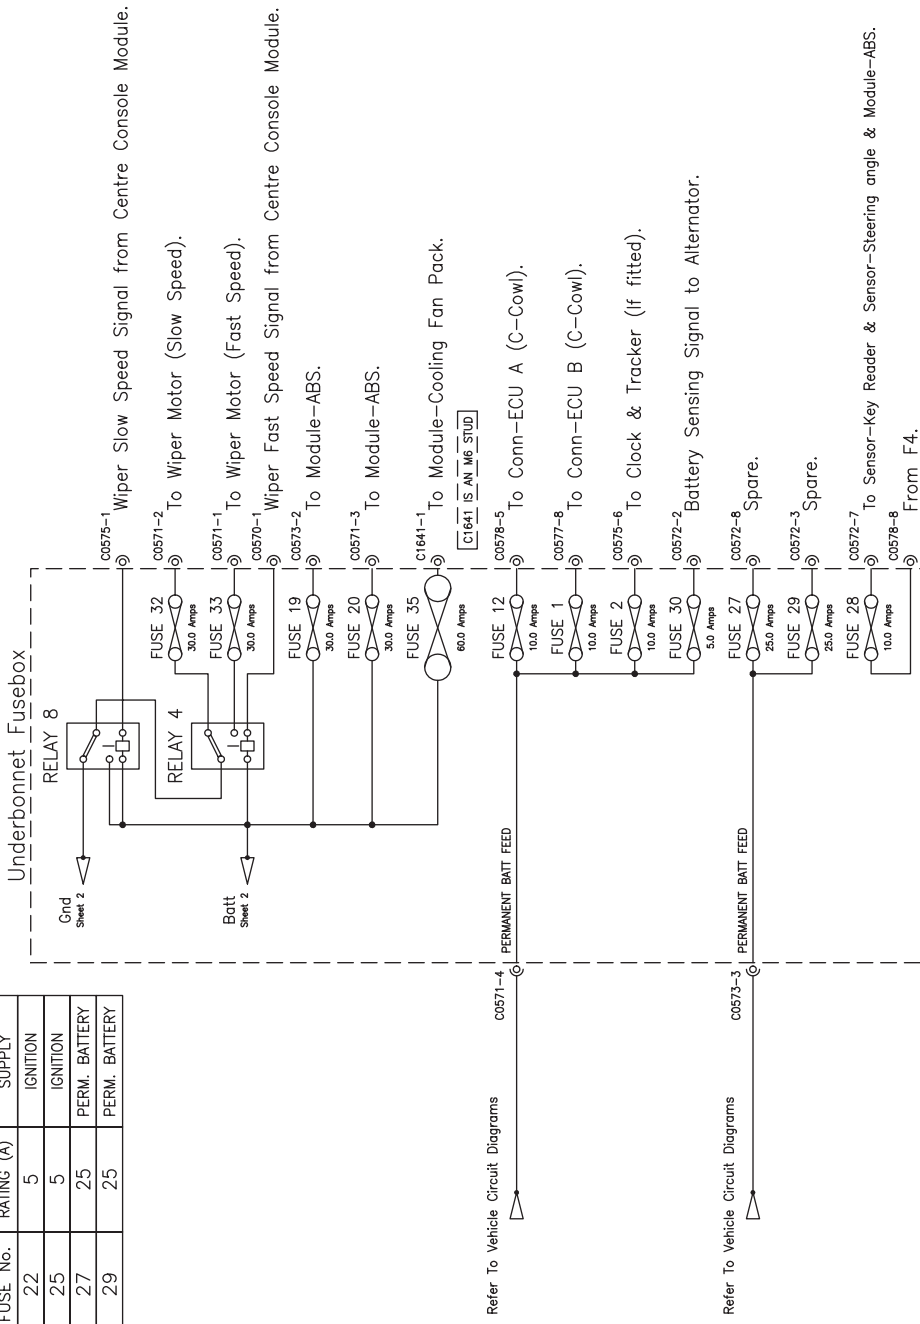 Underbonnet Fusebox
Gnd
Sheet 2
Batt
Sheet 2
RELAY 8
RELAY 4
C0575-1
Wiper Slow Speed Signal from Centre Console Module.
FUSE 32
30.0 Amps
C0571-2
To Wiper Motor (Slow Speed).
FUSE 33
30.0 Amps
C0571-1
To Wiper Motor (Fast Speed).
C0570-1
Wiper Fast Speed Signal from Centre Console Module.
FUSE 19
30.0 Amps
C0573-2
To Module-ABS.
FUSE 20
30.0 Amps
C0571-3
To Module-ABS.
FUSE 35
60.0 Amps
C1641-1
To Module-Cooling Fan Pack.
C1641 IS AN M6 STUD
Refer To Vehicle Circuit Diagrams
C0571-4
PERMANENT BATT FEED
FUSE 12
10.0 Amps
C0578-5
To Conn-ECU A (C-Cowl).
FUSE 1
10.0 Amps
C0577-8
To Conn-ECU B (C-Cowl).
FUSE 2
10.0 Amps
C0575-6
To Clock & Tracker (If fitted).
FUSE 30
5.0 Amps
C0572-2
Battery Sensing Signal to Alternator.
Refer To Vehicle Circuit Diagrams
C0573-3
PERMANENT BATT FEED
FUSE 27
25.0 Amps
C0572-8
Spare.
FUSE 29
25.0 Amps
C0572-3
Spare.
FUSE 28
10.0 Amps
C0572-7
To Sensor-Key Reader & Sensor-Steering angle & Module-ABS.
C0578-8
From F4.
FUSE No. RATING (A) SUPPLY
22 5 IGNITION
25 5 IGNITION
27 25 PERM. BATTERY
29 25 PERM. BATTERY